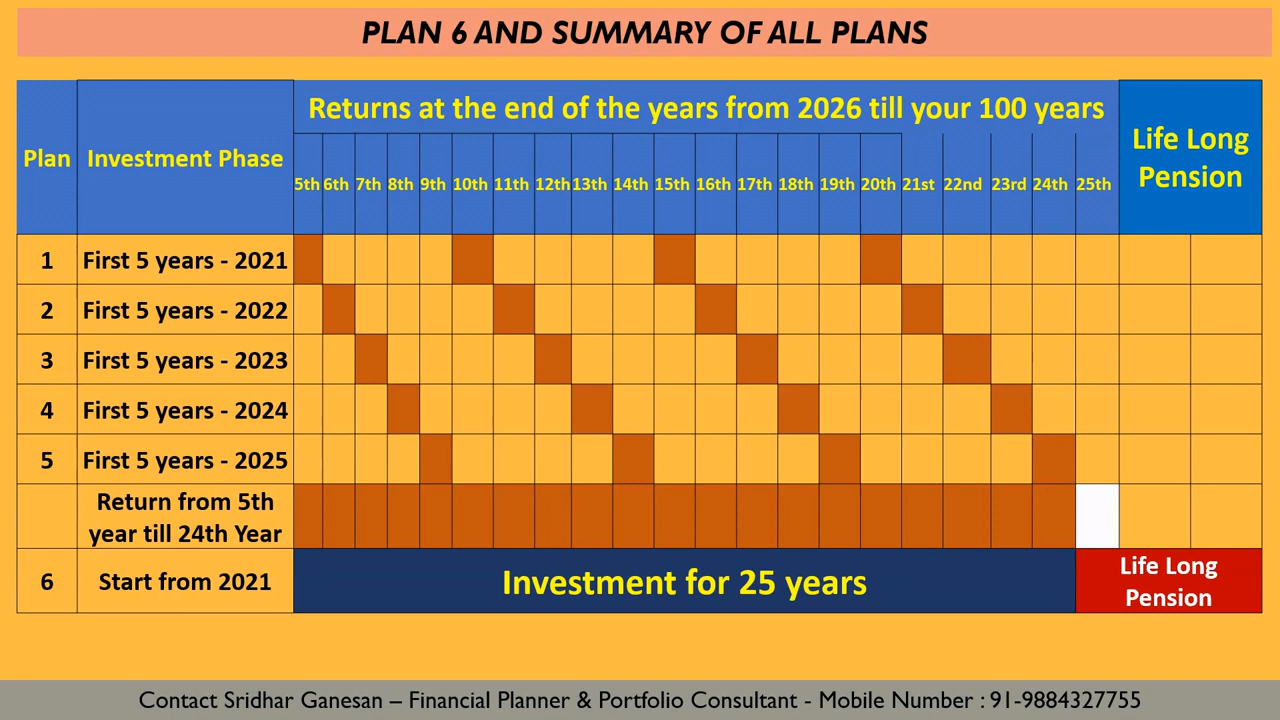 PLAN 6 AND SUMMARY OF ALL PLANS
Plan
Investment Phase
Returns at the end of the years from 2026 till your 100 years
Life Long
Pension
5th 6th 7th 8th 9th 10th 11th 12th 13th 14th 15th 16th 17th 18th 19th 20th 21st 22nd 23rd 24th 25th
1 First 5 years - 2021
2 First 5 years - 2022
3 First 5 years - 2023
4 First 5 years - 2024
5 First 5 years - 2025
Return from 5th
year till 24th Year
6 Start from 2021
Investment for 25 years
Life Long
Pension
Contact Sridhar Ganesan – Financial Planner & Portfolio Consultant - Mobile Number : 91-9884327755